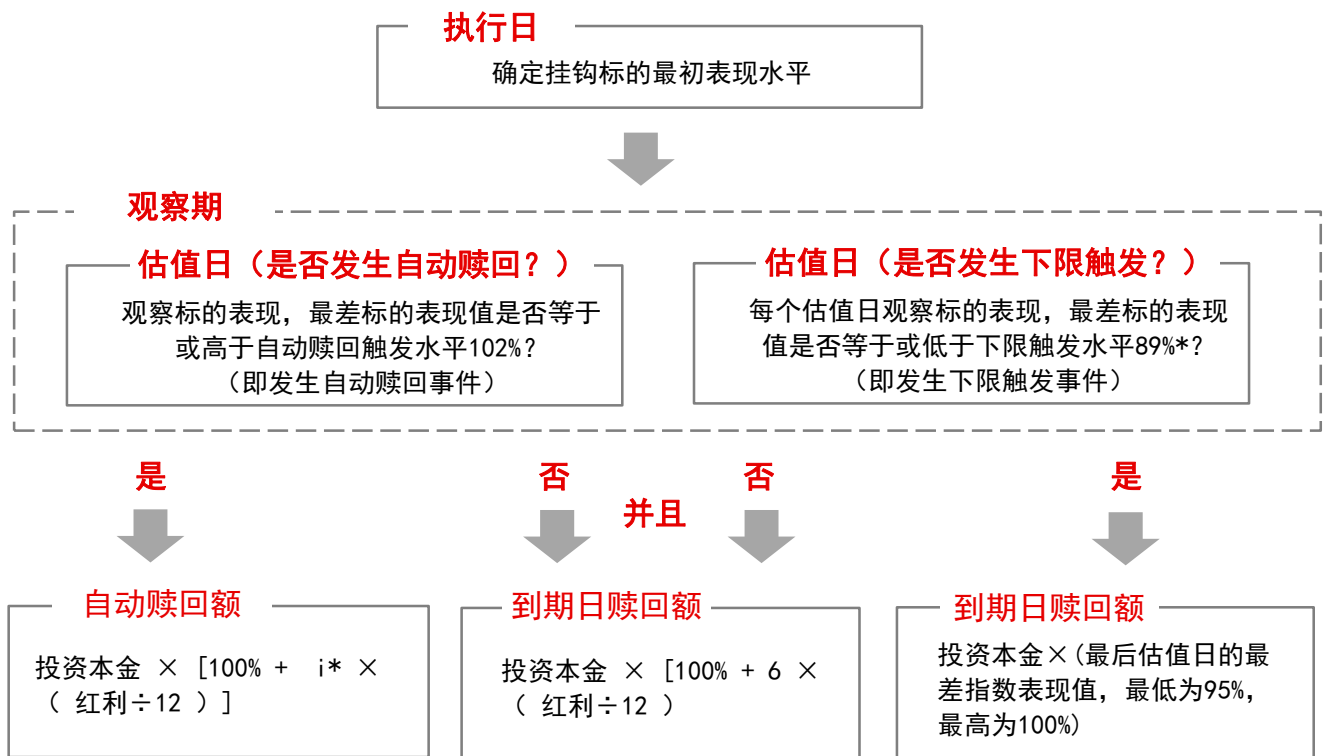 执行日
确定挂钩标的最初表现水平
观察期
估值日（是否发生自动赎回？）
观察标的表现，最差标的表现值是否等于
或高于自动赎回触发水平102%?
（即发生自动赎回事件）
估值日（是否发生下限触发？）
每个估值日观察标的表现，最差标的表现
值是否等于或低于下限触发水平89%*?
（即发生下限触发事件）
是
否
并且
否
是
自动赎回额
投资本金 × [100% + i* ×
（ 红利÷12 ）]
到期日赎回额
投资本金 × [100% + 6 ×
（ 红利÷12 ）
到期日赎回额
投资本金×(最后估值日的最
差指数表现值，最低为95%，
最高为100%)